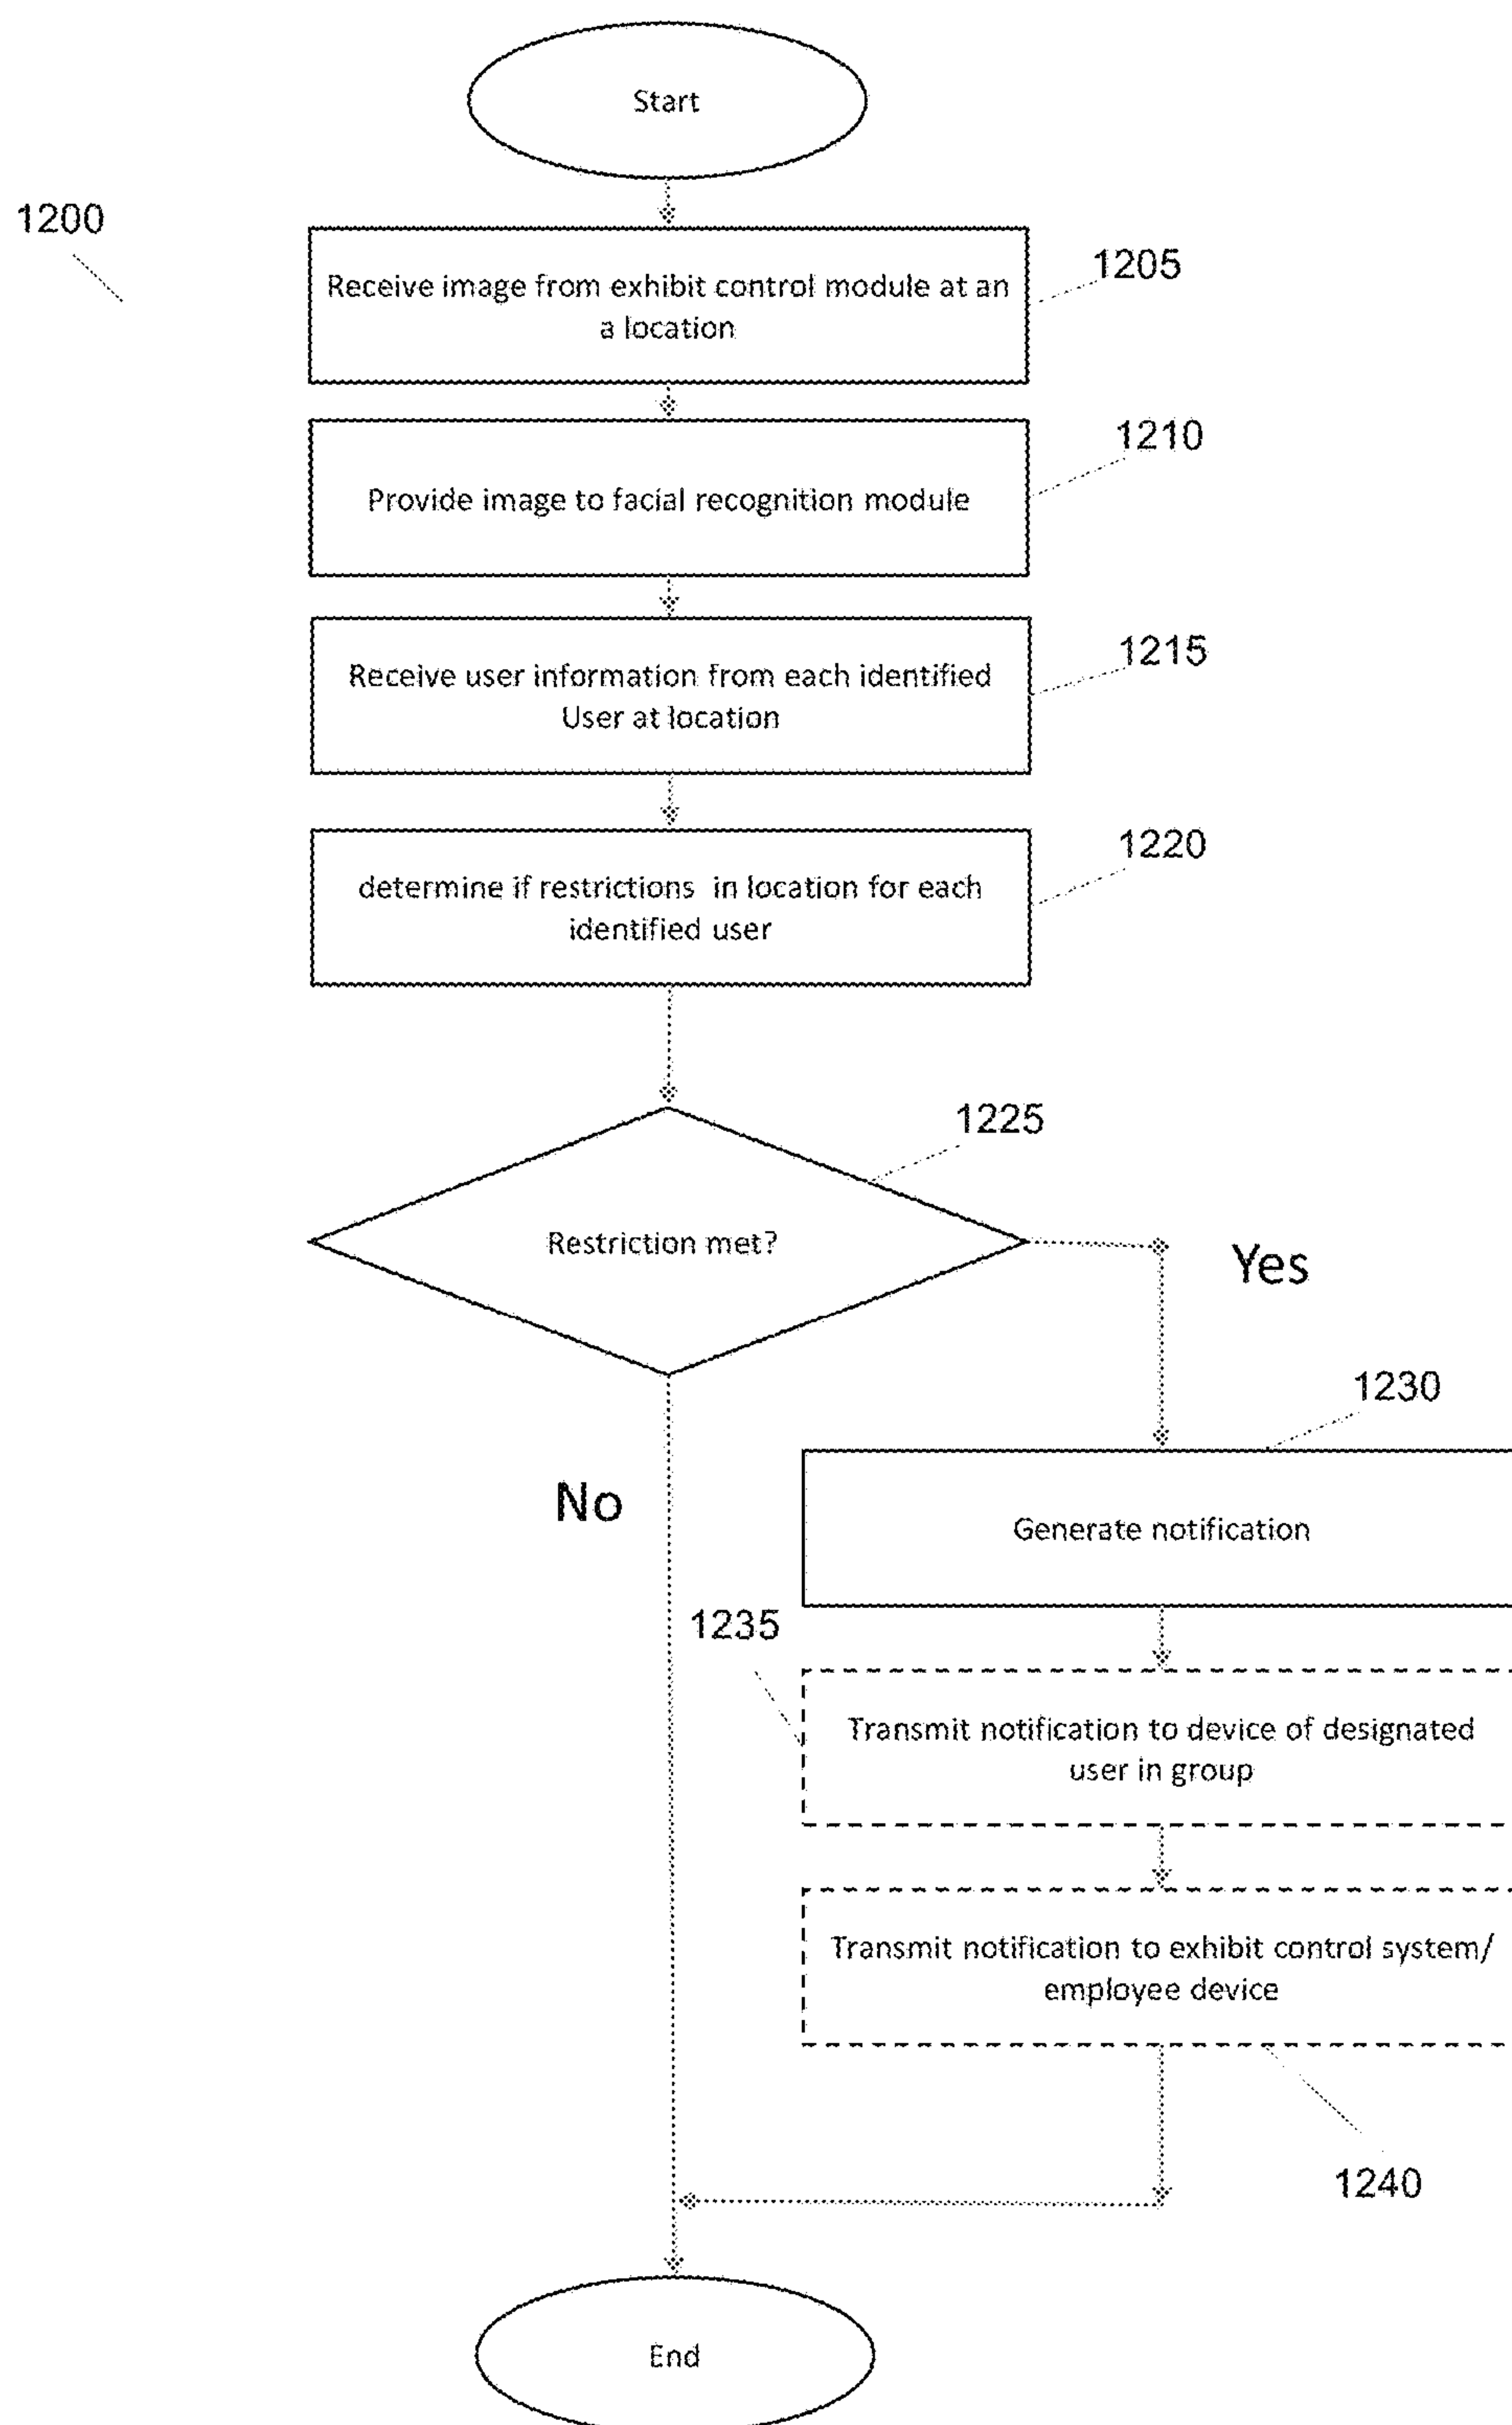 Start
1200
1205
Receive image from exhibit control module at an
a location
1210
Provide image to facial recognition module
1215
Receive user information from each identified
User at location
1220
determine if restrictions in location for each
identified user
1225
Restriction met?
Yes
1230
No
Generate notification
1235
Transmit notification to device of designated
user in group
Transmit notification to exhibit control system/
employee device
1240
End